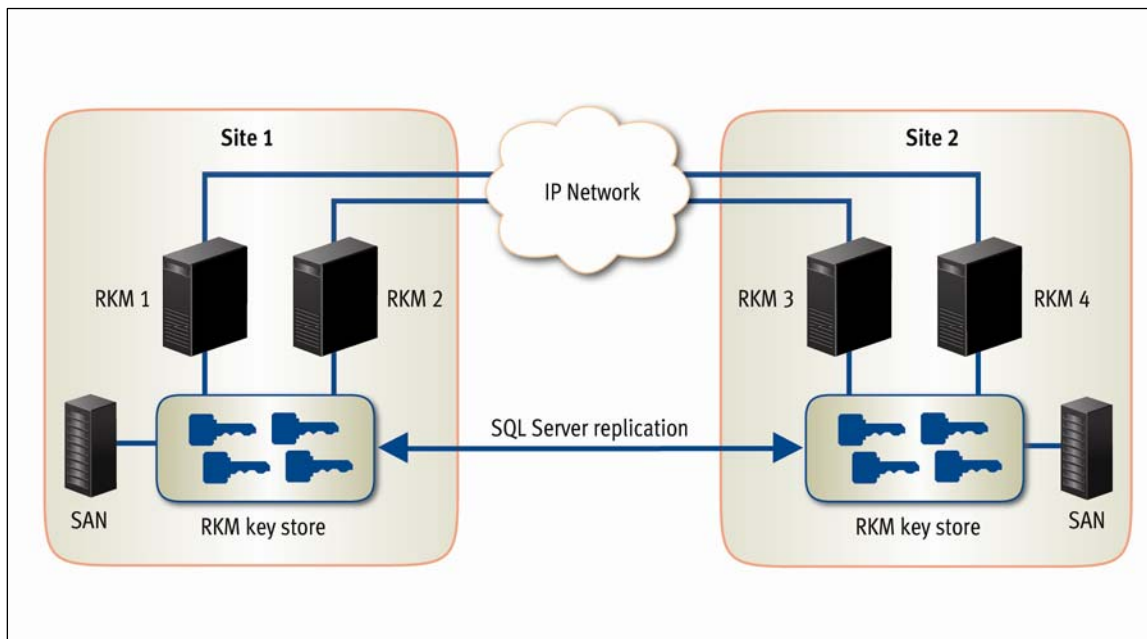 Site 1
Site 2
IP Network
RKM 1
RKM 2
RKM 3
RKM 4
SQL Server replication
SAN
RKM key store
RKM key store
SAN